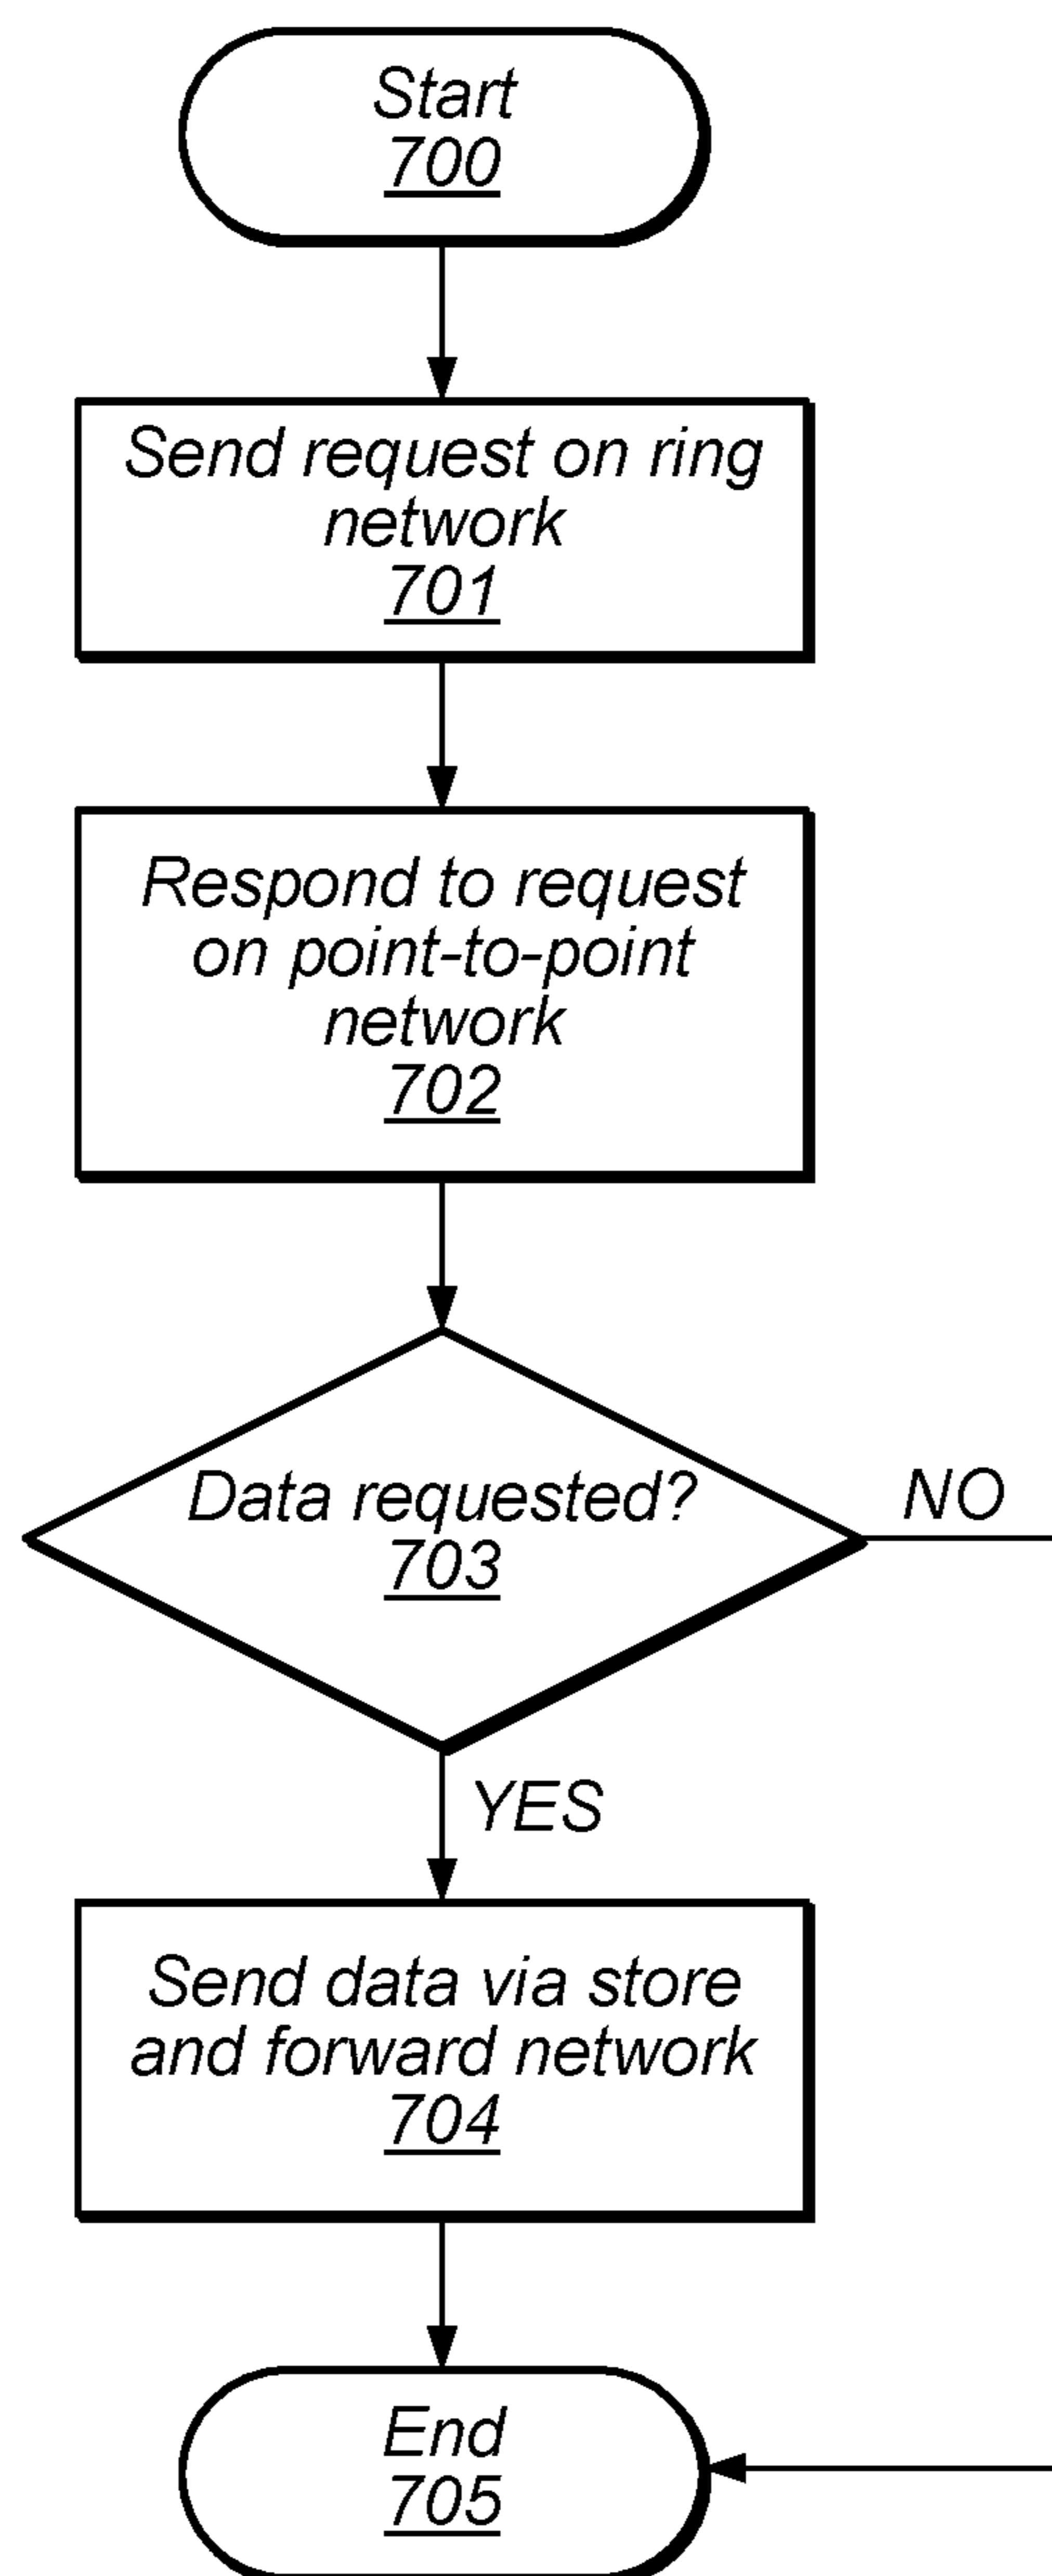 Start
700
Send request on ring
network
701
Respond to request
on point-to-point
network
702
Data requested?
703
NO
YES
Send data via store
and forward network
704
End
705